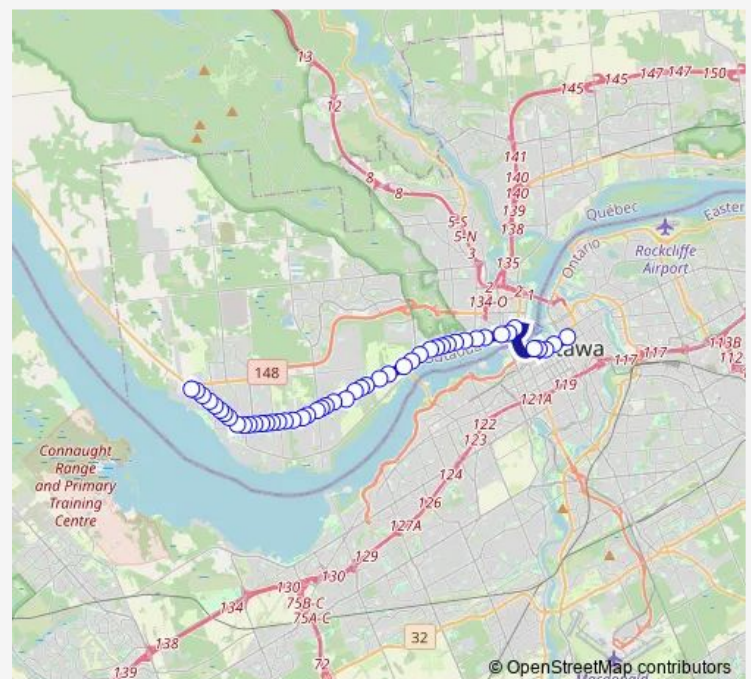 13
12
145
145
147
147
150
141
140
140
139
138
8
8
5-S
5-N
3
135
2
2
1
134-O
Québec
Ontario
Rockcliffe
Airport
148
113B
112
117
117
119
121A
122
123
124
126
127A
129
130
130
134
75B-C
75A-C
138
139
72
32
Connaught
Range
and Primary
Training
Centre
© OpenStreetMap contributors